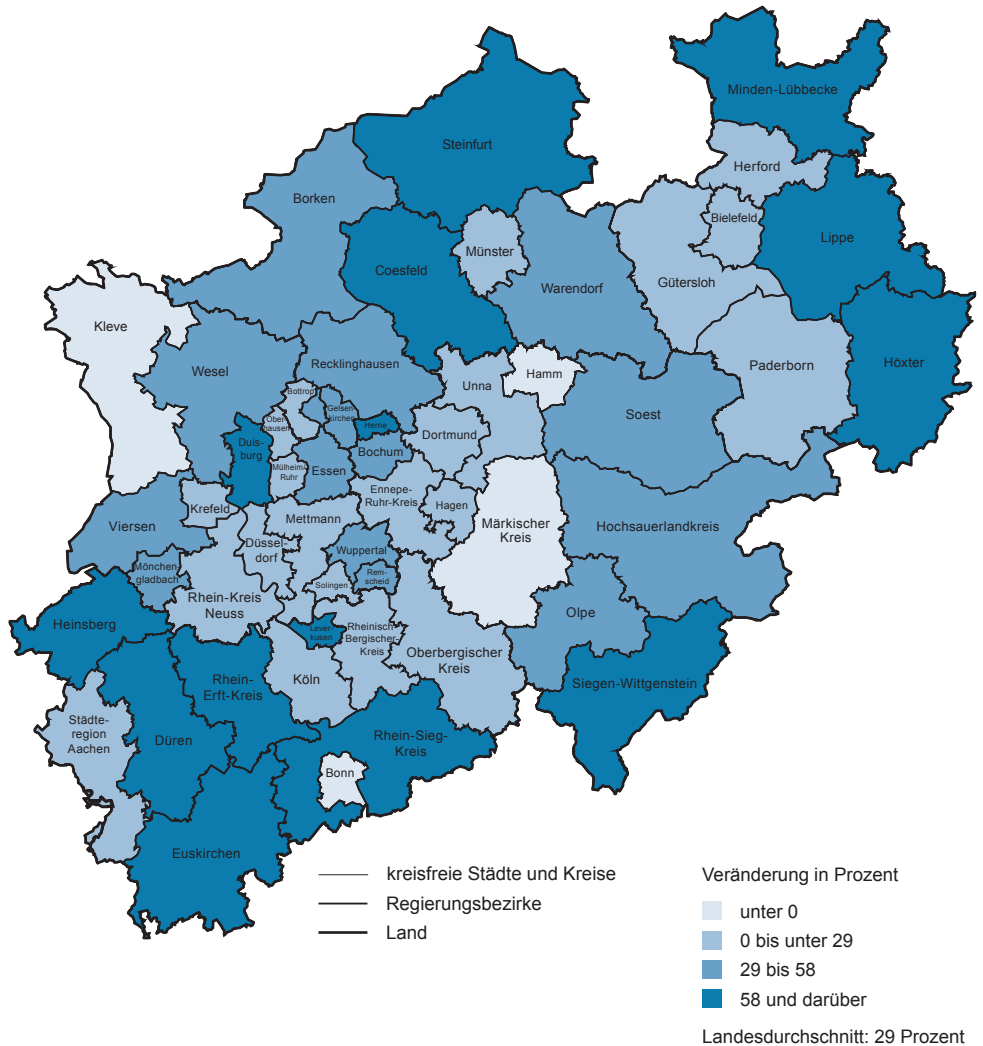 Minden-Lübbecke
Steinfurt
Herford
Borken
Bielefeld
Lippe
Münster
Coesfeld
Gütersloh
Warendorf
Kleve
Recklinghausen
Wesel
Paderborn
Höxter
Hamm
Unna
Bottrop
Gelsen-
kirchen
Soest
Ober-
hausen
Herne
Dortmund
Duis-
burg
Bochum
Mülheim/
Ruhr
Essen
Ennepe-
Ruhr-Kreis
Hagen
Krefeld
Mettmann
Märkischer
Kreis
Hochsauerlandkreis
Viersen
Düssel-
dorf
Wuppertal
Mönchen-
gladbach
Rem-
scheid
Solingen
Rhein-Kreis
Neuss
Olpe
Heinsberg
Lever-
kusen
Rheinisch-
Bergischer-
Kreis
Oberbergischer
Kreis
Rhein-
Erft-Kreis
Köln
Siegen-Wittgenstein
Städte-
region
Aachen
Düren
Rhein-Sieg-
Kreis
Bonn
Euskirchen
kreisfreie Städte und Kreise
Regierungsbezirke
Land
Veränderung in Prozent
unter 0
0 bis unter 29
29 bis 58
58 und darüber
Landesdurchschnitt: 29 Prozent